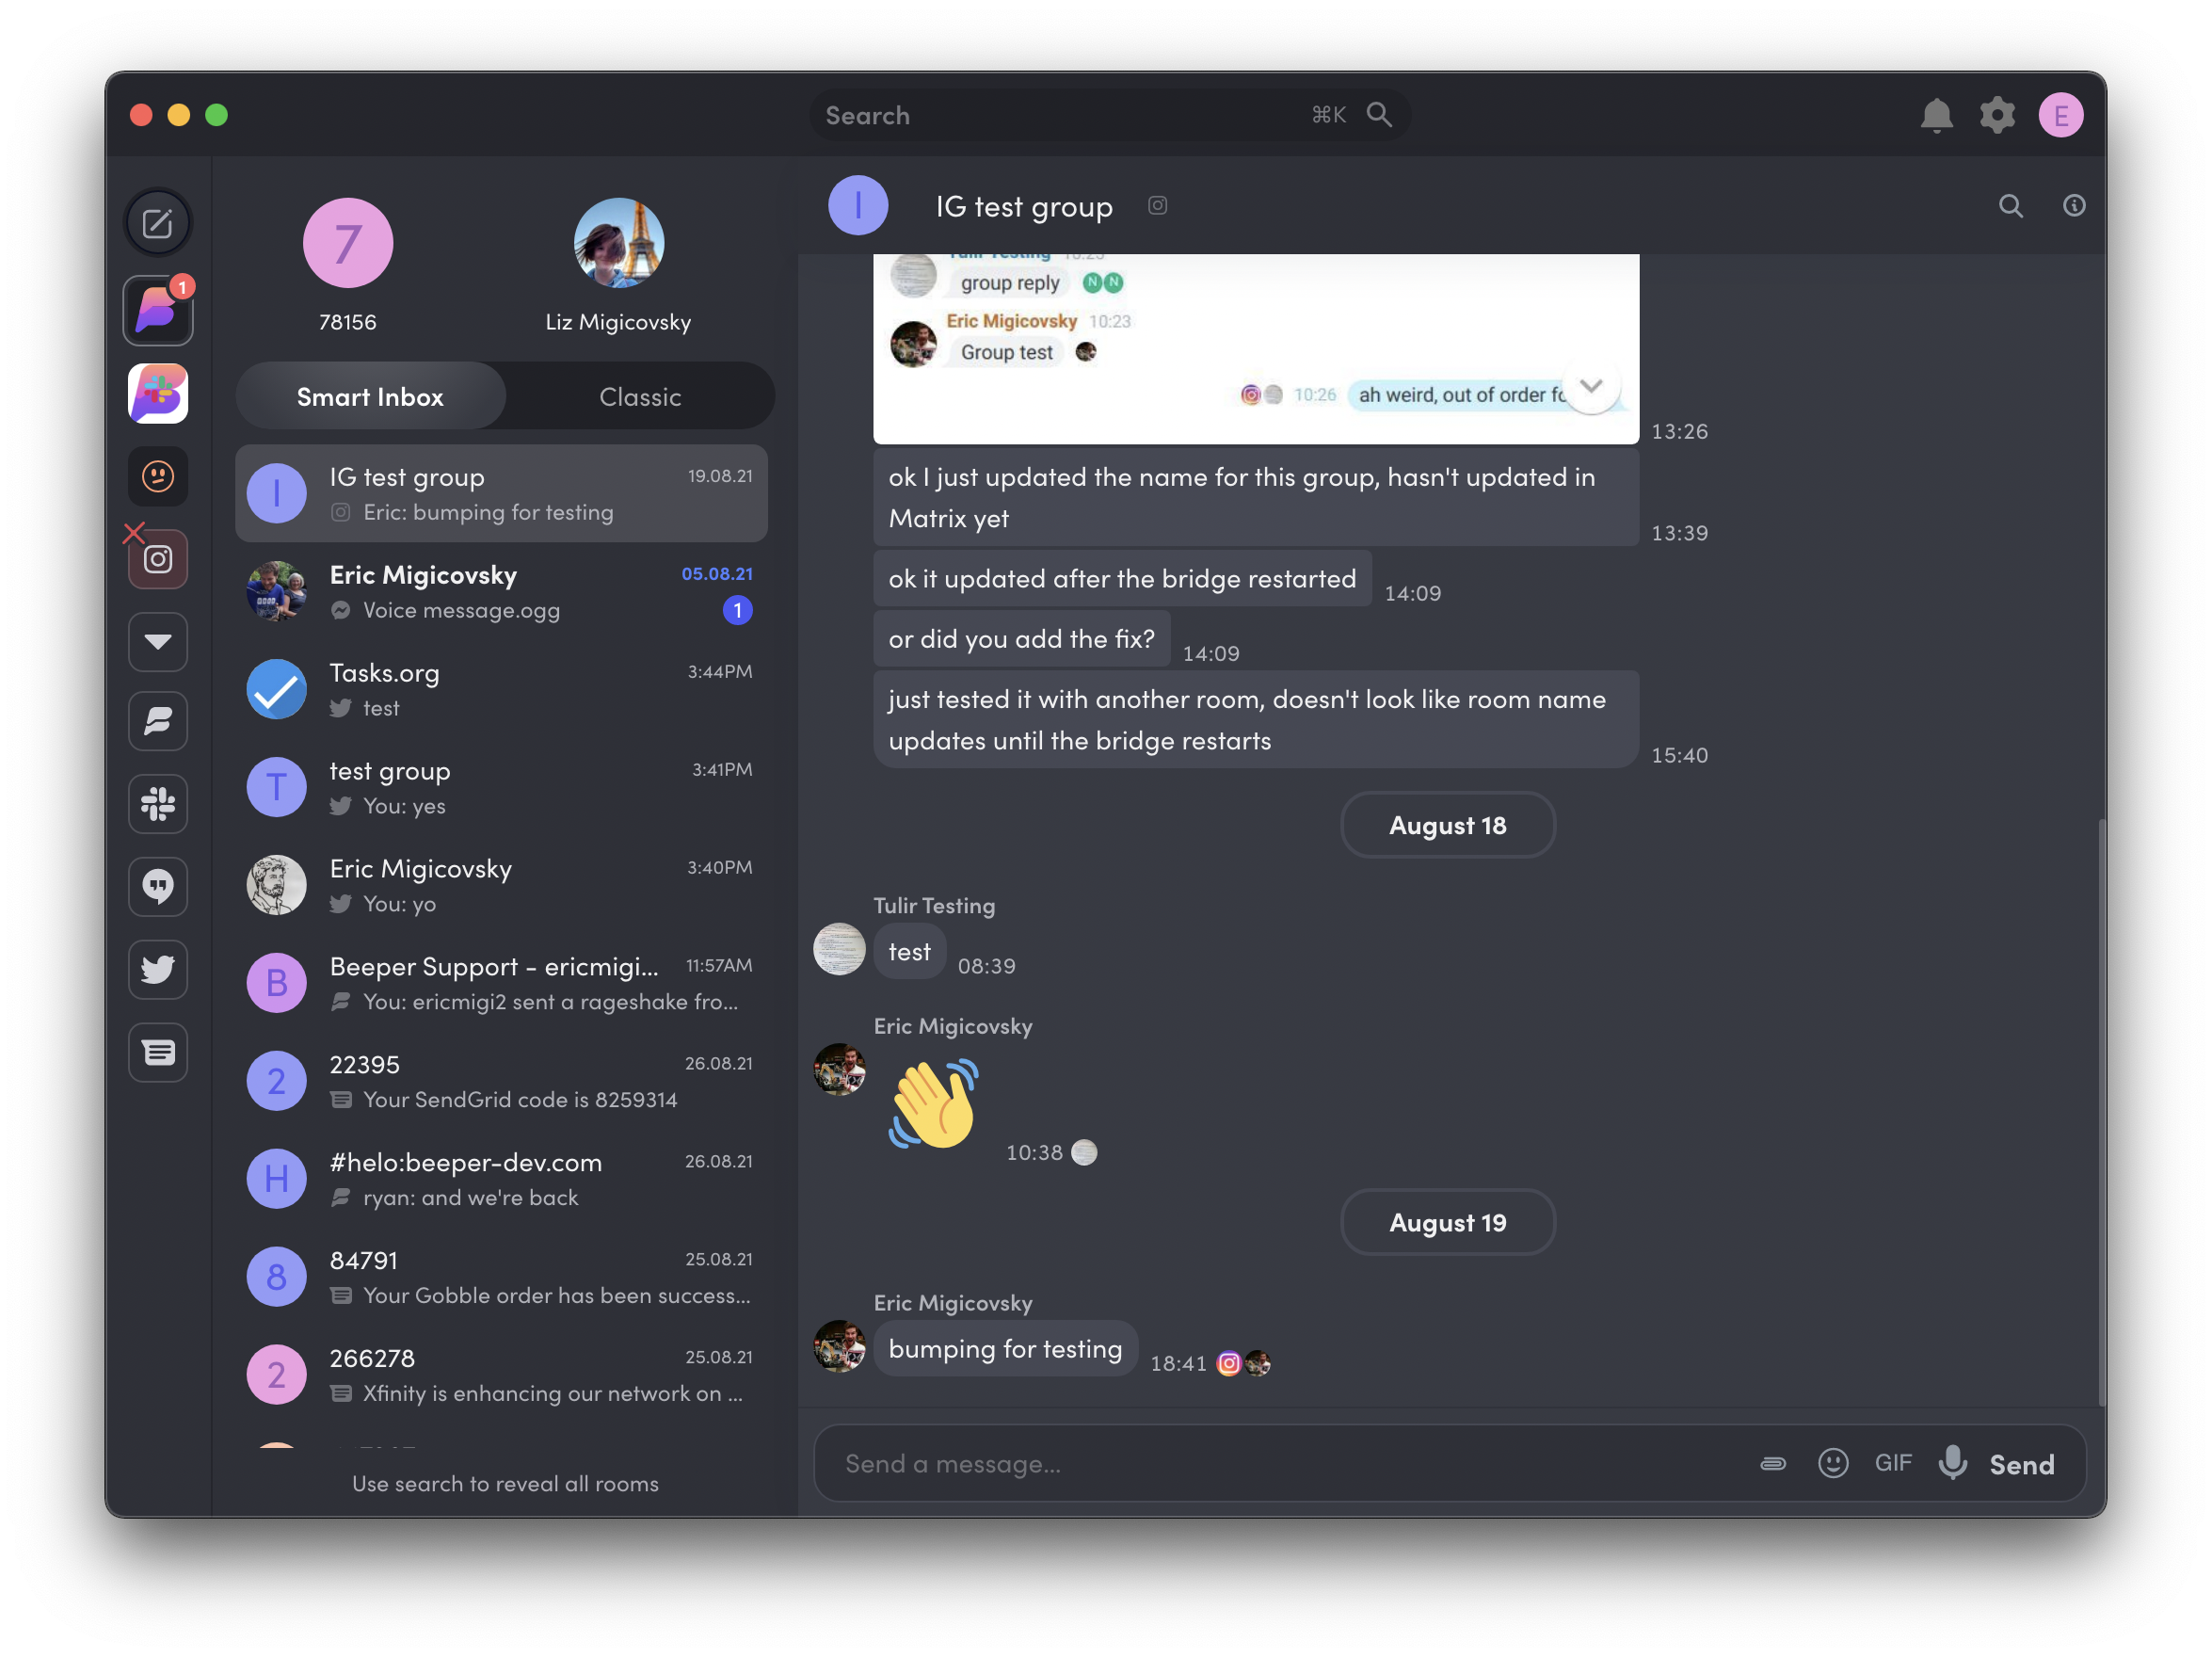 Search ⌘K
E
1
7
78156
Liz Migicovsky
Smart Inbox
Classic
I
IG test group
19.08.21
Eric: bumping for testing
Eric Migicovsky
05.08.21
Voice message.ogg
1
Tasks.org
3:44PM
test
T
test group
3:41PM
You: yes
Eric Migicovsky
3:40PM
You: yo
B
Beeper Support - ericmigi...
11:57AM
You: ericmigi2 sent a rageshake fro...
2
22395
26.08.21
Your SendGrid code is 8259314
H
#helo:beeper-dev.com
26.08.21
ryan: and we're back
8
84791
25.08.21
Your Gobble order has been success...
2
266278
25.08.21
Xfinity is enhancing our network on ...
Use search to reveal all rooms
I
IG test group
Tulir Testing 10:23
group reply
N N
Eric Migicovsky 10:23
Group test
10:26
ah weird, out of order fo
13:26
ok I just updated the name for this group, hasn't updated in
Matrix yet
13:39
ok it updated after the bridge restarted
14:09
or did you add the fix?
14:09
just tested it with another room, doesn't look like room name
updates until the bridge restarts
15:40
August 18
Tulir Testing
test
08:39
Eric Migicovsky
10:38
August 19
Eric Migicovsky
bumping for testing
18:41
Send a message...
GIF
Send